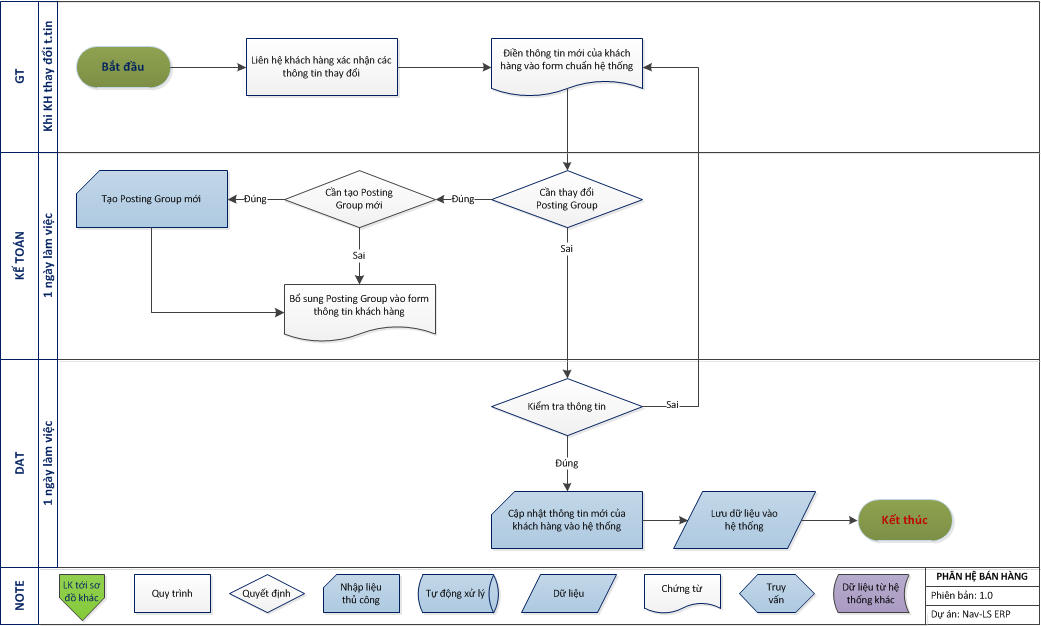 GT
Khi KH thay đổi t.tin
Bắt đầu
Liên hệ khách hàng xác nhận các
thông tin thay đổi
Điền thông tin mới của khách
hàng vào form chuẩn hệ thống
KẾ TOÁN
1 ngày làm việc
Tạo Posting Group mới
Đúng
Cần tạo Posting
Group mới
Đúng
Cần thay đổi
Posting Group
Sai
Sai
Bổ sung Posting Group vào form
thông tin khách hàng
DAT
1 ngày làm việc
Kiểm tra thông tin
Sai
Đúng
Cập nhật thông tin mới của
khách hàng vào hệ thống
Lưu dữ liệu vào
hệ thống
Kết thúc
NOTE
LK tới sơ
đồ khác
Quy trình
Quyết định
Nhập liệu
thủ công
Tự động xử lý
Dữ liệu
Chứng từ
Truy
vấn
Dữ liệu từ hệ
thống khác
PHÂN HỆ BÁN HÀNG
Phiên bản: 1.0
Dự án: Nav-LS ERP